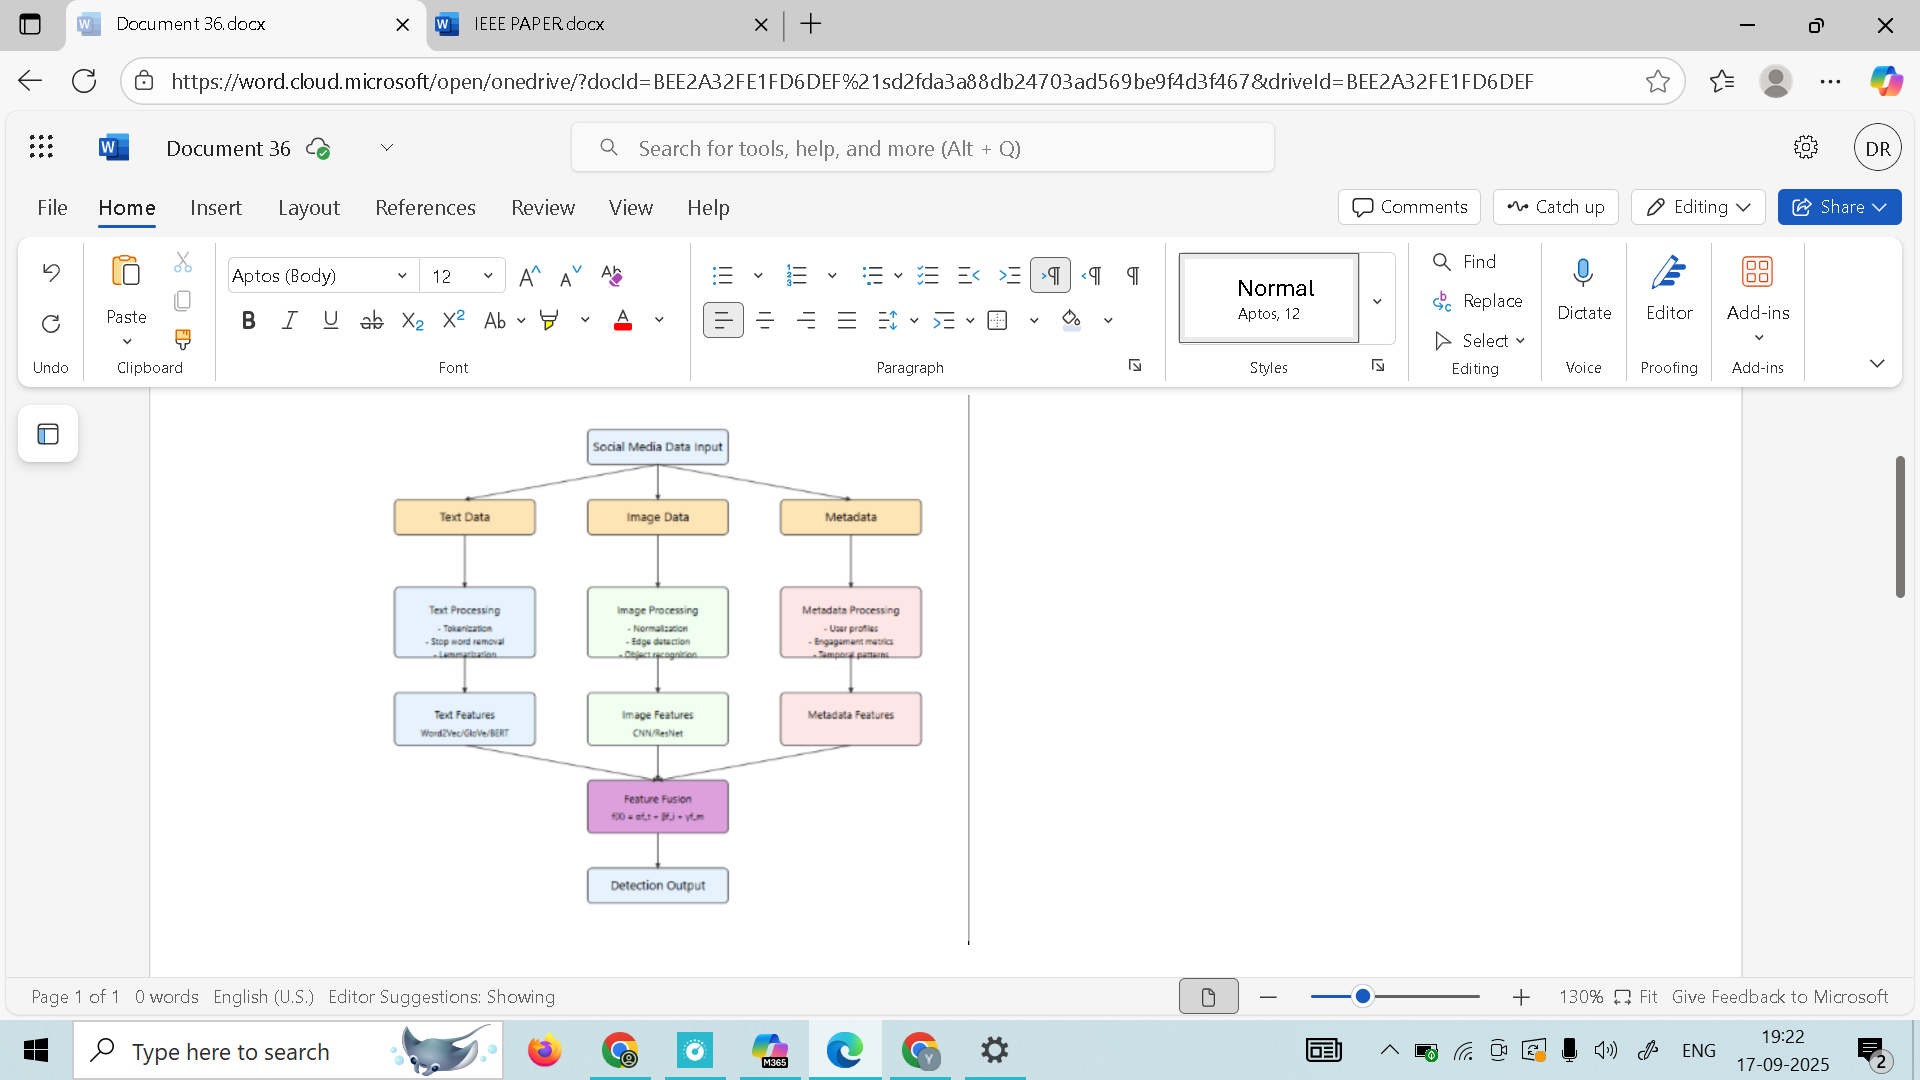 Document 36.docx
IEEE PAPER.docx
https://word.cloud.microsoft/open/onedrive/?docId=BEE2A32FE1FD6DEF%21sd2fda3a88db24703ad569be9f4d3f467&driveId=BEE2A32FE1FD6DEF
Document 36
Search for tools, help, and more (Alt + Q)
DR
File Home Insert Layout References Review View Help
Comments Catch up Editing Share
Paste
Aptos (Body) 12
Normal
Aptos, 12
Find
Replace
Select
Dictate
Editor
Add-ins
Undo Clipboard Font Paragraph Styles Editing Voice Proofing Add-ins
Social Media Data Input
Text Data Image Data Metadata
Text Processing
- Tokenization
- Stop word removal
- Lemmatization
Image Processing
- Normalization
- Edge detection
- Object recognition
Metadata Processing
- User profiles
- Engagement metrics
- Temporal patterns
Text Features
Word2Vec/GloVe/BERT
Image Features
CNN/ResNet
Metadata Features
Feature Fusion
f(X) = αf_t + βf_i + γf_m
Detection Output
Page 1 of 1 0 words English (U.S.) Editor Suggestions: Showing
130% Fit Give Feedback to Microsoft
Type here to search
M365
Y
ENG
19:22
17-09-2025
2